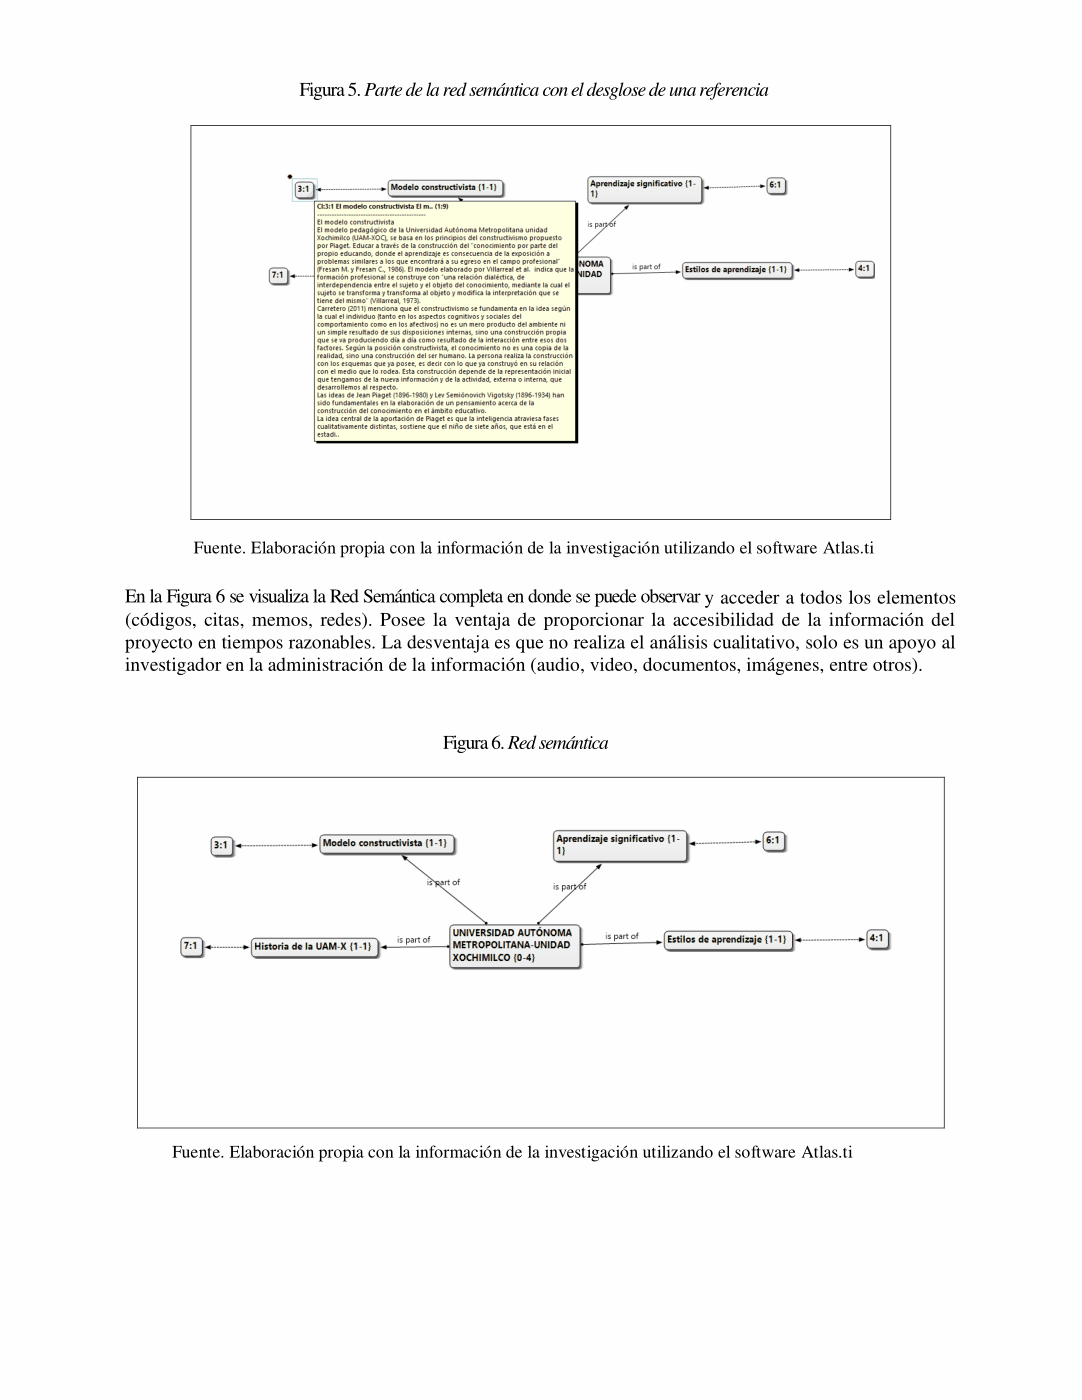 Figura 5. Parte de la red semántica con el desglose de una referencia
3:1
Modelo constructivista {1-1}
Aprendizaje significativo {1-
1}
6:1
CI:3:1 El modelo constructivista El m.. (1:9)
--------------------------------------------
El modelo constructivista
El modelo pedagógico de la Universidad Autónoma Metropolitana unidad
Xochimilco (UAM-XOC), se basa en los principios del constructivismo propuesto
por Piaget. Educar a través de la construcción del "conocimiento por parte del
propio educando, donde el aprendizaje es consecuencia de la exposición a
problemas similares a los que encontrará a su egreso en el campo profesional"
(Fresan M. y Fresan C., 1986). El modelo elaborado por Villarreal et al. indica que la
formación profesional se construye con "una relación dialéctica, de
interdependencia entre el sujeto y el objeto del conocimiento, mediante la cual el
sujeto se transforma y transforma al objeto y modifica la interpretación que se
tiene del mismo" (Villarreal, 1973).
Carretero (2011) menciona que el constructivismo se fundamenta en la idea según
la cual el individuo (tanto en los aspectos cognitivos y sociales del
comportamiento como en los afectivos) no es un mero producto del ambiente ni
un simple resultado de sus disposiciones internas, sino una construcción propia
que se va produciendo día a día como resultado de la interacción entre esos dos
factores. Según la posición constructivista, el conocimiento no es una copia de la
realidad, sino una construcción del ser humano. La persona realiza la construcción
con los esquemas que ya posee, es decir con lo que ya construyó en su relación
con el medio que lo rodea. Esta construcción depende de la representación inicial
que tengamos de la nueva información y de la actividad, externa o interna, que
desarrollemos al respecto.
Las ideas de Jean Piaget (1896-1980) y Lev Semiónovich Vigotsky (1896-1934) han
sido fundamentales en la elaboración de un pensamiento acerca de la
construcción del conocimiento en el ámbito educativo.
La idea central de la aportación de Piaget es que la inteligencia atraviesa fases
cualitativamente distintas, sostiene que el niño de siete años, que está en el
estadi..
is part of
7:1
NOMA
NIDAD
is part of
Estilos de aprendizaje {1-1}
4:1
Fuente. Elaboración propia con la información de la investigación utilizando el software Atlas.ti
En la Figura 6 se visualiza la Red Semántica completa en donde se puede observar y acceder a todos los elementos
(códigos, citas, memos, redes). Posee la ventaja de proporcionar la accesibilidad de la información del
proyecto en tiempos razonables. La desventaja es que no realiza el análisis cualitativo, solo es un apoyo al
investigador en la administración de la información (audio, video, documentos, imágenes, entre otros).
Figura 6. Red semántica
3:1
Modelo constructivista {1-1}
Aprendizaje significativo {1-
1}
6:1
is part of
is part of
7:1
Historia de la UAM-X {1-1}
is part of
UNIVERSIDAD AUTÓNOMA
METROPOLITANA-UNIDAD
XOCHIMILCO {0-4}
is part of
Estilos de aprendizaje {1-1}
4:1
Fuente. Elaboración propia con la información de la investigación utilizando el software Atlas.ti